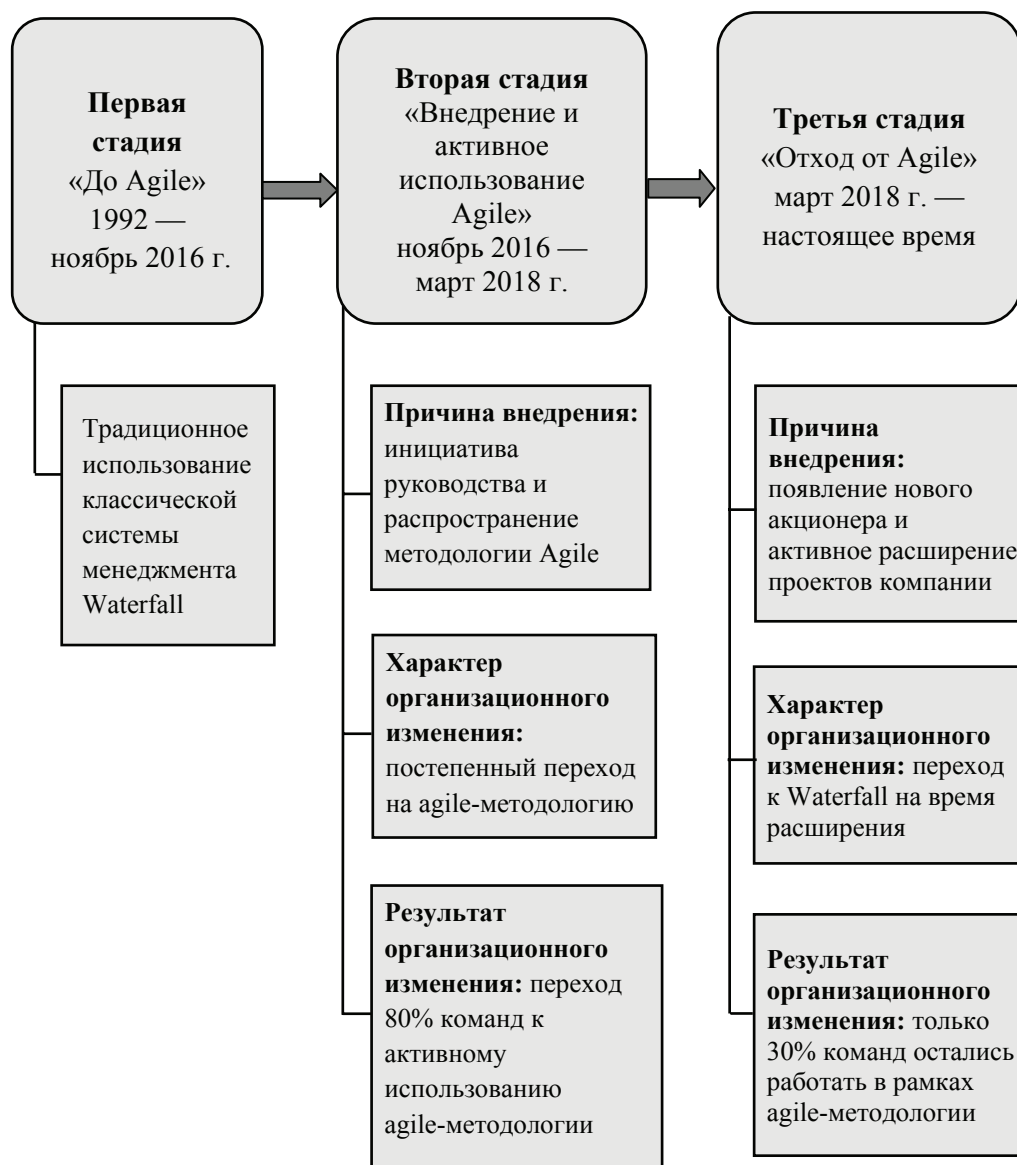 Первая
стадия
«До Agile»
1992 —
ноябрь 2016 г.
Традиционное
использование
классической
системы
менеджмента
Waterfall
Вторая стадия
«Внедрение и
активное
использование
Agile»
ноябрь 2016 —
март 2018 г.
Причина внедрения:
инициатива
руководства и
распространение
методологии Agile
Характер
организационного
изменения:
постепенный переход
на agile-методологию
Результат
организационного
изменения: переход
80% команд к
активному
использованию
agile-методологии
Третья стадия
«Отход от Agile»
март 2018 г. —
настоящее время
Причина
внедрения:
появление нового
акционера и
активное расширение
проектов компании
Характер
организационного
изменения: переход
к Waterfall на время
расширения
Результат
организационного
изменения: только
30% команд остались
работать в рамках
agile-методологии